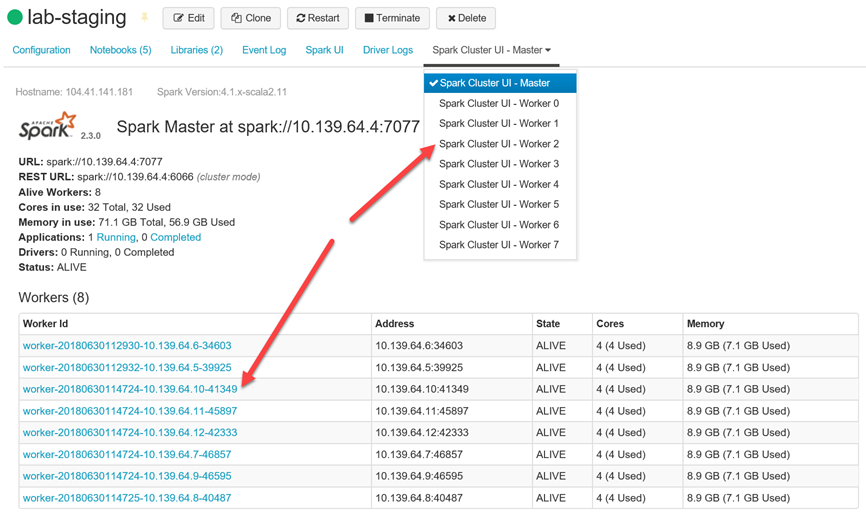 lab-staging Edit Clone Restart Terminate Delete
Configuration Notebooks (5) Libraries (2) Event Log Spark UI Driver Logs Spark Cluster UI - Master
Spark Cluster UI - Master
Spark Cluster UI - Worker 0
Spark Cluster UI - Worker 1
Spark Cluster UI - Worker 2
Spark Cluster UI - Worker 3
Spark Cluster UI - Worker 4
Spark Cluster UI - Worker 5
Spark Cluster UI - Worker 6
Spark Cluster UI - Worker 7
Hostname: 104.41.141.181 Spark Version:4.1.x-scala2.11
APACHE Spark 2.3.0 Spark Master at spark://10.139.64.4:7077
URL: spark://10.139.64.4:7077
REST URL: spark://10.139.64.4:6066 (cluster mode)
Alive Workers: 8
Cores in use: 32 Total, 32 Used
Memory in use: 71.1 GB Total, 56.9 GB Used
Applications: 1 Running, 0 Completed
Drivers: 0 Running, 0 Completed
Status: ALIVE
Workers (8)
Worker Id Address State Cores Memory
worker-20180630112930-10.139.64.6-34603 10.139.64.6:34603 ALIVE 4 (4 Used) 8.9 GB (7.1 GB Used)
worker-20180630112932-10.139.64.5-39925 10.139.64.5:39925 ALIVE 4 (4 Used) 8.9 GB (7.1 GB Used)
worker-20180630114724-10.139.64.10-41349 10.139.64.10:41349 ALIVE 4 (4 Used) 8.9 GB (7.1 GB Used)
worker-20180630114724-10.139.64.11-45897 10.139.64.11:45897 ALIVE 4 (4 Used) 8.9 GB (7.1 GB Used)
worker-20180630114724-10.139.64.12-42333 10.139.64.12:42333 ALIVE 4 (4 Used) 8.9 GB (7.1 GB Used)
worker-20180630114724-10.139.64.7-46857 10.139.64.7:46857 ALIVE 4 (4 Used) 8.9 GB (7.1 GB Used)
worker-20180630114724-10.139.64.9-46595 10.139.64.9:46595 ALIVE 4 (4 Used) 8.9 GB (7.1 GB Used)
worker-20180630114725-10.139.64.8-40487 10.139.64.8:40487 ALIVE 4 (4 Used) 8.9 GB (7.1 GB Used)